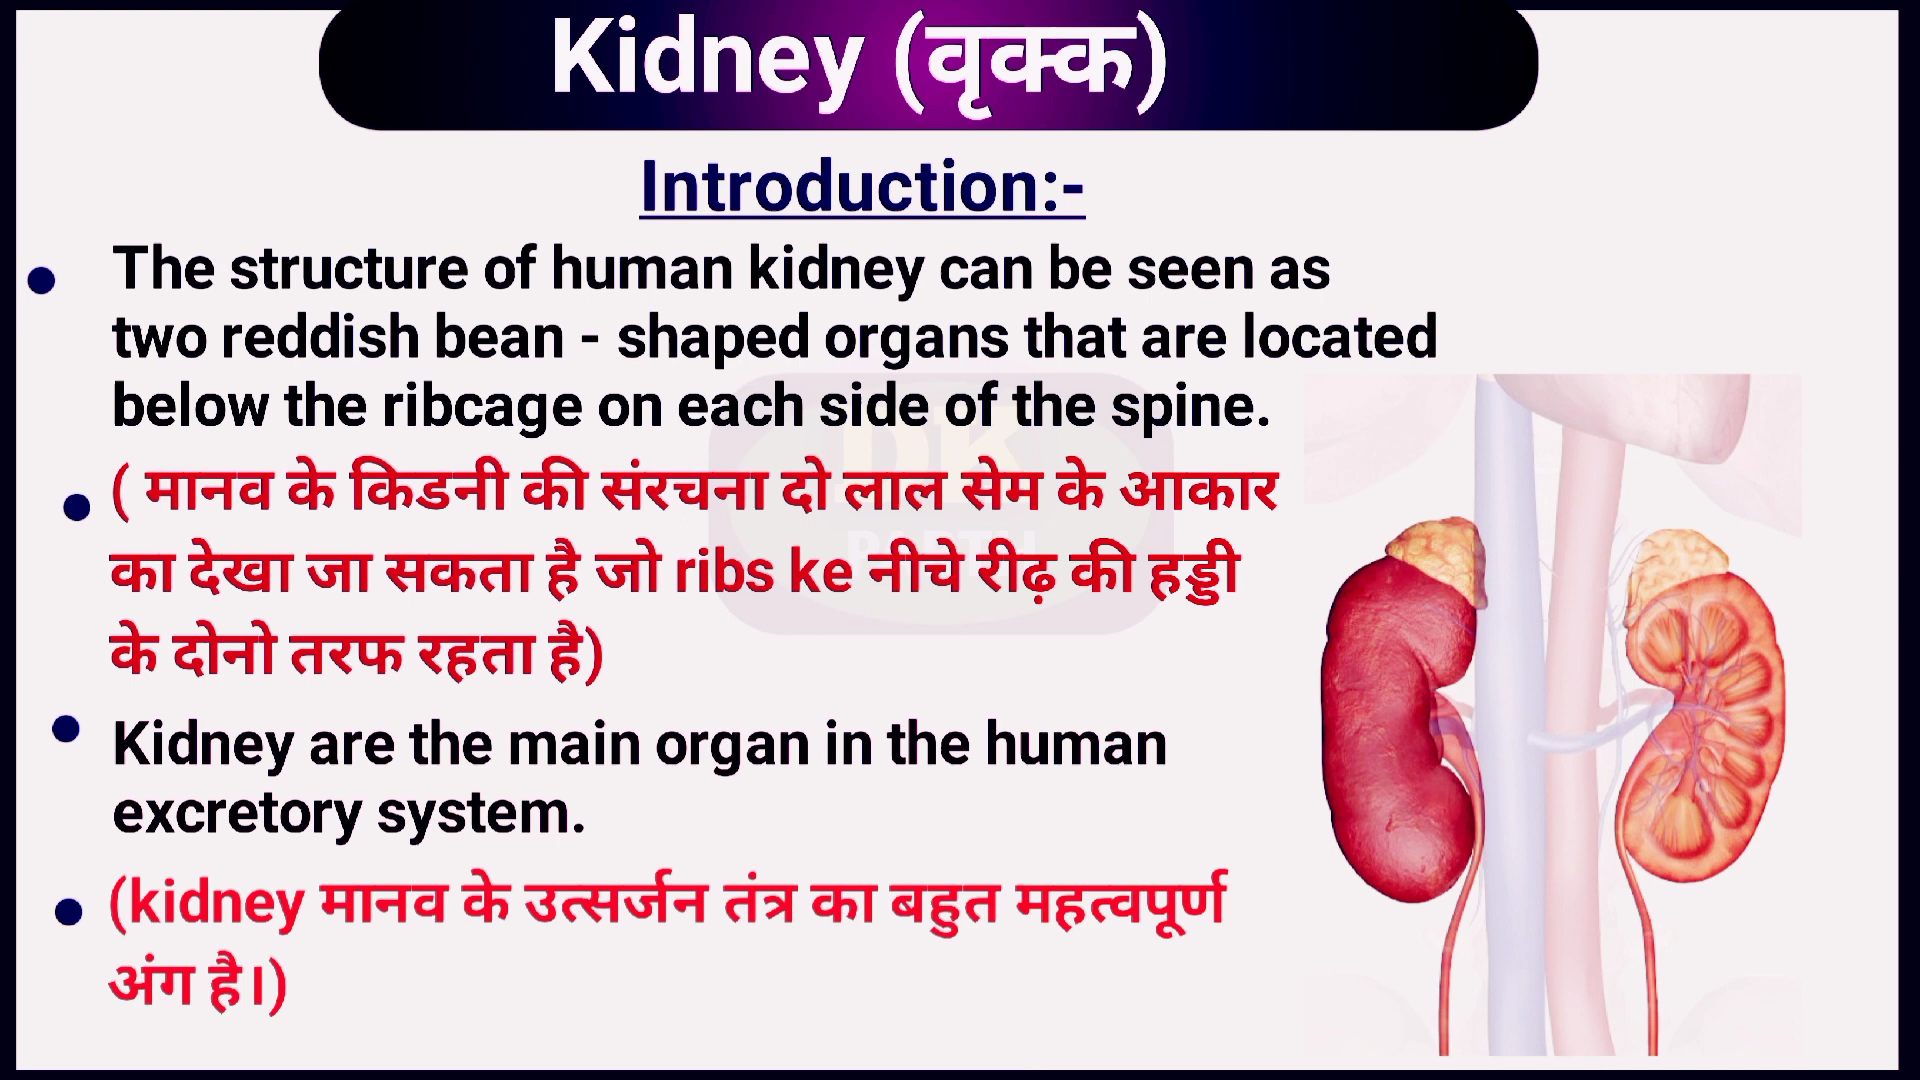 Kidney (वृक्क)
Introduction:-
• The structure of human kidney can be seen as
two reddish bean - shaped organs that are located
below the ribcage on each side of the spine.
• ( मानव के किडनी की संरचना दो लाल सेम के आकार
का देखा जा सकता है जो ribs ke नीचे रीढ़ की हड्डी
के दोनो तरफ रहता है)
• Kidney are the main organ in the human
excretory system.
• (kidney मानव के उत्सर्जन तंत्र का बहुत महत्वपूर्ण
अंग है।)